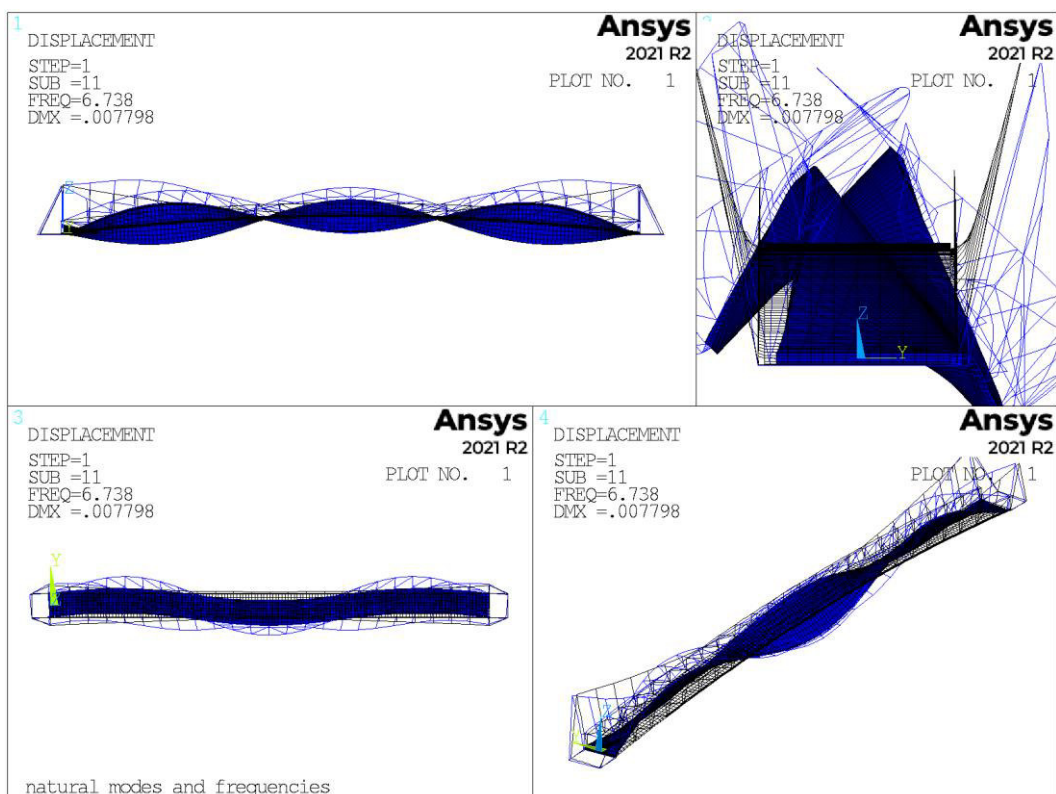 1
Ansys
2021 R2
DISPLACEMENT
STEP=1
SUB =11
FREQ=6.738
DMX =.007798
PLOT NO. 1
Z
Ansys
2021 R2
DISPLACEMENT
STEP=1
SUB =11
FREQ=6.738
DMX =.007798
PLOT NO. 1
Z
Y
3
Ansys
2021 R2
DISPLACEMENT
STEP=1
SUB =11
FREQ=6.738
DMX =.007798
PLOT NO. 1
Y
natural modes and frequencies
4
Ansys
2021 R2
DISPLACEMENT
STEP=1
SUB =11
FREQ=6.738
DMX =.007798
PLOT NO. 1
Z